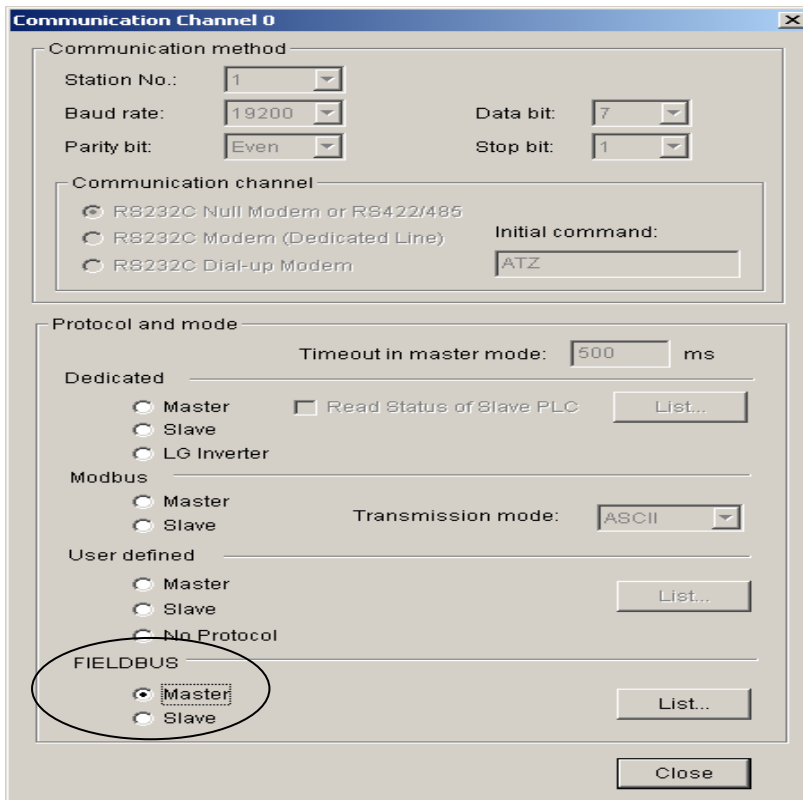 Communication Channel 0
Communication method
Station No.: 1
Baud rate: 19200 Data bit: 7
Parity bit: Even Stop bit: 1
Communication channel
RS232C Null Modem or RS422/485
RS232C Modem (Dedicated Line) Initial command:
RS232C Dial-up Modem ATZ
Protocol and mode
Timeout in master mode: 500 ms
Dedicated
Master Read Status of Slave PLC List...
Slave
LG Inverter
Modbus
Master
Slave Transmission mode: ASCII
User defined
Master
Slave List...
No Protocol
FIELDBUS
Master
Slave List...
Close